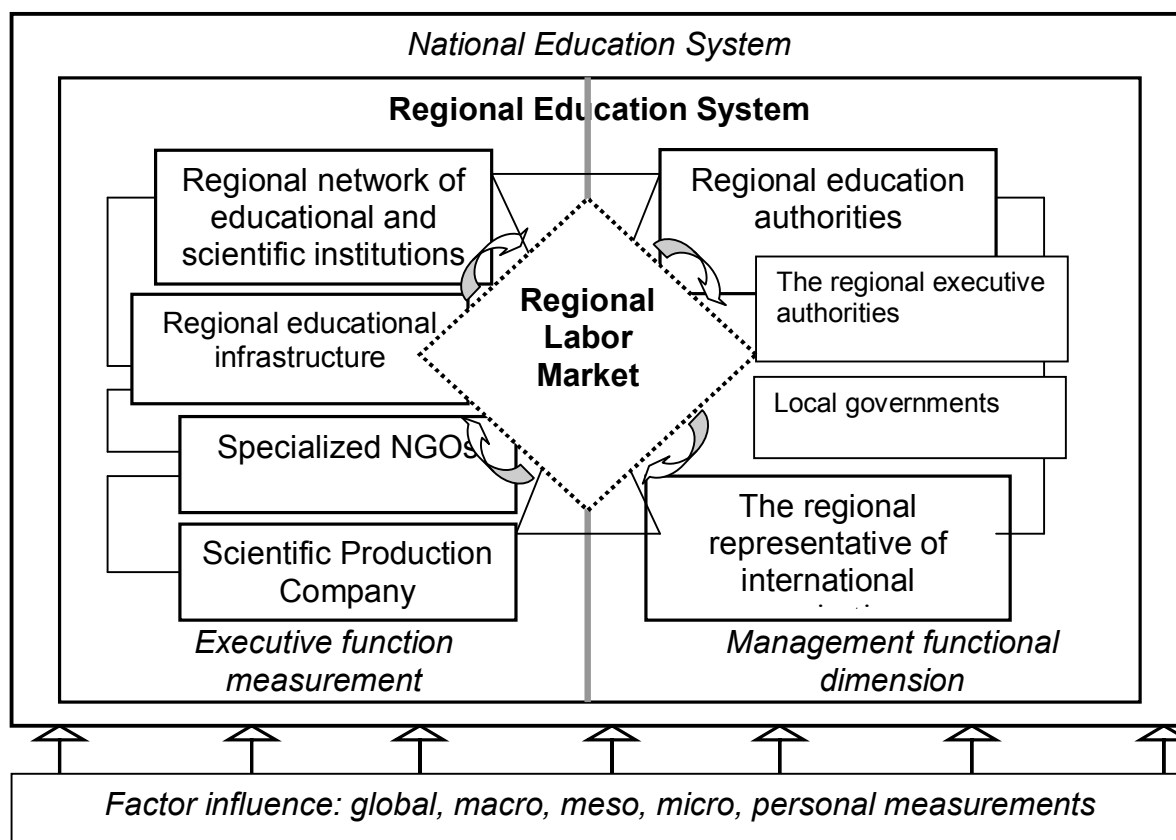 National Education System
Regional Education System
Regional network of
educational and
scientific institutions
Regional educational
infrastructure
Specialized NGOs
Scientific Production
Company
Executive function
measurement
Regional
Labor
Market
Regional education
authorities
The regional executive
authorities
Local governments
The regional
representative of
international
Management functional
dimension
Factor influence: global, macro, meso, micro, personal measurements